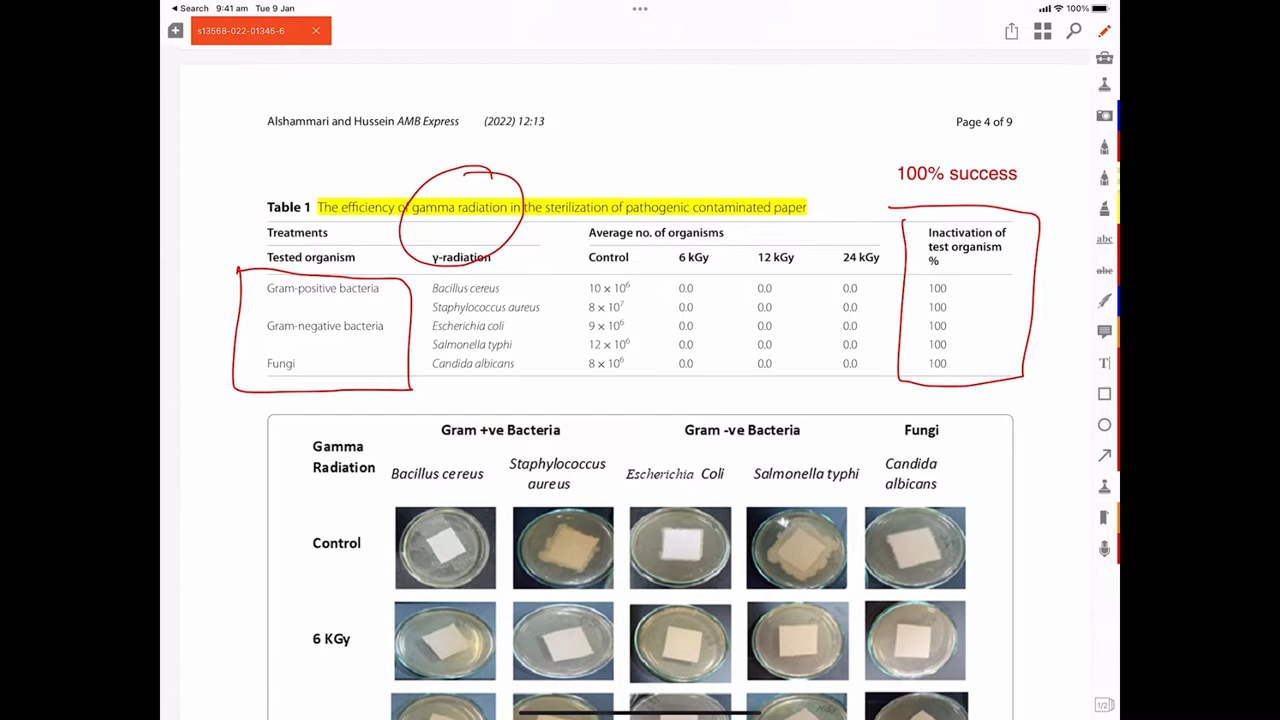 Search 9:41 am Tue 9 Jan 100%
s13568-022-01345-6
Alshammari and Hussein AMB Express (2022) 12:13 Page 4 of 9
100% success
Table 1 The efficiency of gamma radiation in the sterilization of pathogenic contaminated paper
Treatments Average no. of organisms Inactivation of test organism %
Tested organism γ-radiation Control 6 kGy 12 kGy 24 kGy
Gram-positive bacteria Bacillus cereus 10 × 10⁶ 0.0 0.0 0.0 100
Staphylococcus aureus 8 × 10⁷ 0.0 0.0 0.0 100
Gram-negative bacteria Escherichia coli 9 × 10⁶ 0.0 0.0 0.0 100
Salmonella typhi 12 × 10⁶ 0.0 0.0 0.0 100
Fungi Candida albicans 8 × 10⁶ 0.0 0.0 0.0 100
Gram +ve Bacteria Gram -ve Bacteria Fungi
Gamma Radiation
Bacillus cereus Staphylococcus aureus Escherichia Coli Salmonella typhi Candida albicans
Control
6 KGy
abc
abc
T
1/2